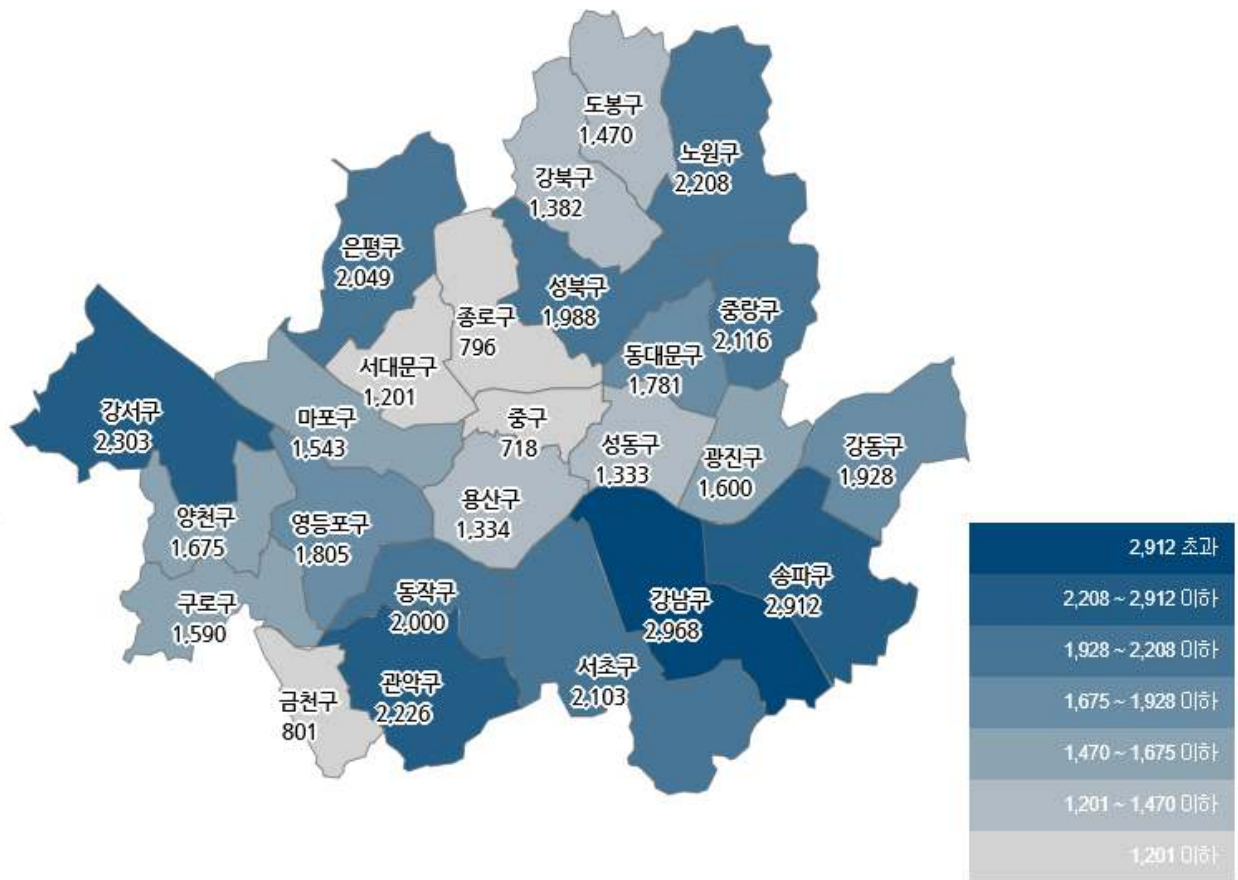 도봉구
1,470
노원구
2,208
강북구
1,382
은평구
2,049
성북구
1,988
종로구
796
중랑구
2,116
동대문구
1,781
서대문구
1,201
강서구
2,303
마포구
1,543
중구
718
성동구
1,333
광진구
1,600
강동구
1,928
용산구
1,334
양천구
1,675
영등포구
1,805
구로구
1,590
동작구
2,000
강남구
2,968
송파구
2,912
서초구
2,103
관악구
2,226
금천구
801
2,912 초과
2,208 ~ 2,912 이하
1,928 ~ 2,208 이하
1,675 ~ 1,928 이하
1,470 ~ 1,675 이하
1,201 ~ 1,470 이하
1,201 이하